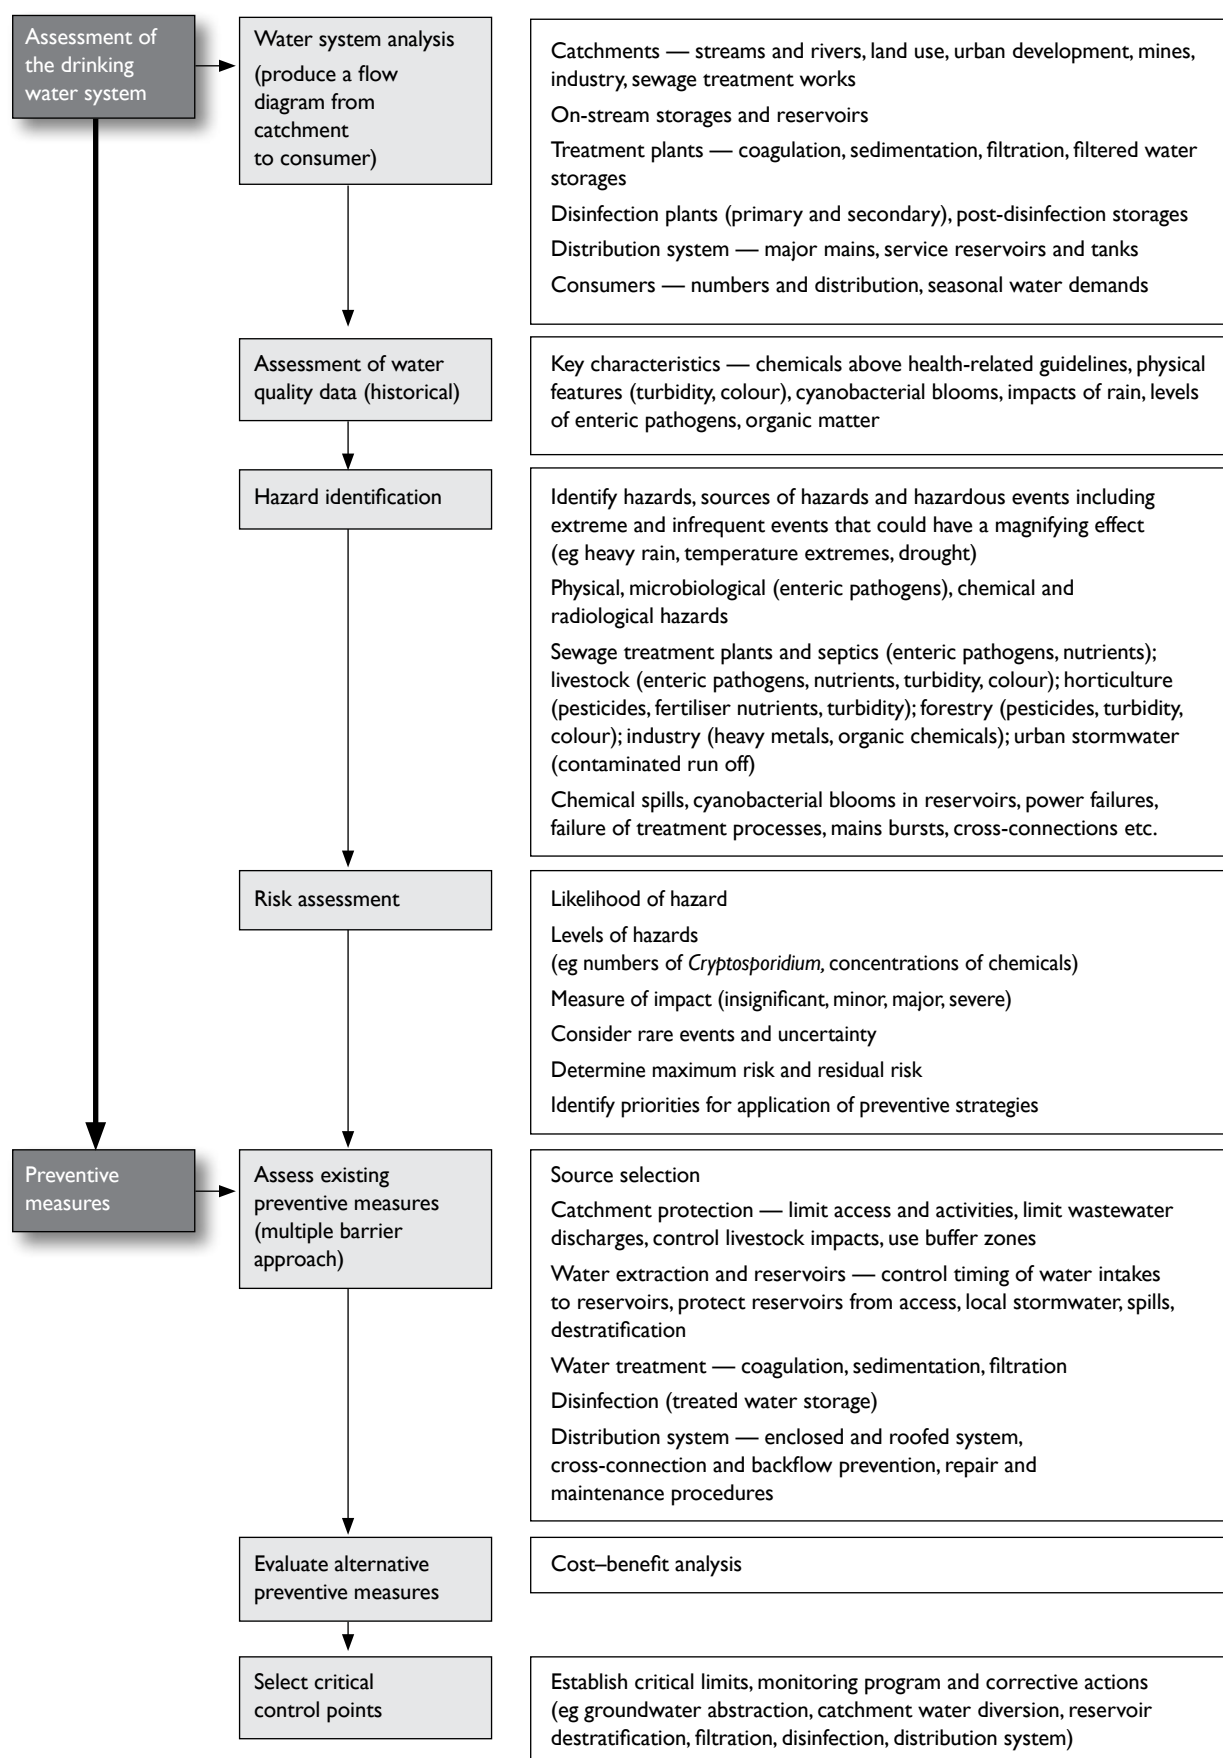 Assessment of
the drinking
water system
Water system analysis
(produce a flow
diagram from
catchment
to consumer)
Catchments — streams and rivers, land use, urban development, mines,
industry, sewage treatment works
On-stream storages and reservoirs
Treatment plants — coagulation, sedimentation, filtration, filtered water
storages
Disinfection plants (primary and secondary), post-disinfection storages
Distribution system — major mains, service reservoirs and tanks
Consumers — numbers and distribution, seasonal water demands
Assessment of water
quality data (historical)
Key characteristics — chemicals above health-related guidelines, physical
features (turbidity, colour), cyanobacterial blooms, impacts of rain, levels
of enteric pathogens, organic matter
Hazard identification
Identify hazards, sources of hazards and hazardous events including
extreme and infrequent events that could have a magnifying effect
(eg heavy rain, temperature extremes, drought)
Physical, microbiological (enteric pathogens), chemical and
radiological hazards
Sewage treatment plants and septics (enteric pathogens, nutrients);
livestock (enteric pathogens, nutrients, turbidity, colour); horticulture
(pesticides, fertiliser nutrients, turbidity); forestry (pesticides, turbidity,
colour); industry (heavy metals, organic chemicals); urban stormwater
(contaminated run off)
Chemical spills, cyanobacterial blooms in reservoirs, power failures,
failure of treatment processes, mains bursts, cross-connections etc.
Risk assessment
Likelihood of hazard
Levels of hazards
(eg numbers of Cryptosporidium, concentrations of chemicals)
Measure of impact (insignificant, minor, major, severe)
Consider rare events and uncertainty
Determine maximum risk and residual risk
Identify priorities for application of preventive strategies
Preventive
measures
Assess existing
preventive measures
(multiple barrier
approach)
Source selection
Catchment protection — limit access and activities, limit wastewater
discharges, control livestock impacts, use buffer zones
Water extraction and reservoirs — control timing of water intakes
to reservoirs, protect reservoirs from access, local stormwater, spills,
destratification
Water treatment — coagulation, sedimentation, filtration
Disinfection (treated water storage)
Distribution system — enclosed and roofed system,
cross-connection and backflow prevention, repair and
maintenance procedures
Evaluate alternative
preventive measures
Cost–benefit analysis
Select critical
control points
Establish critical limits, monitoring program and corrective actions
(eg groundwater abstraction, catchment water diversion, reservoir
destratification, filtration, disinfection, distribution system)